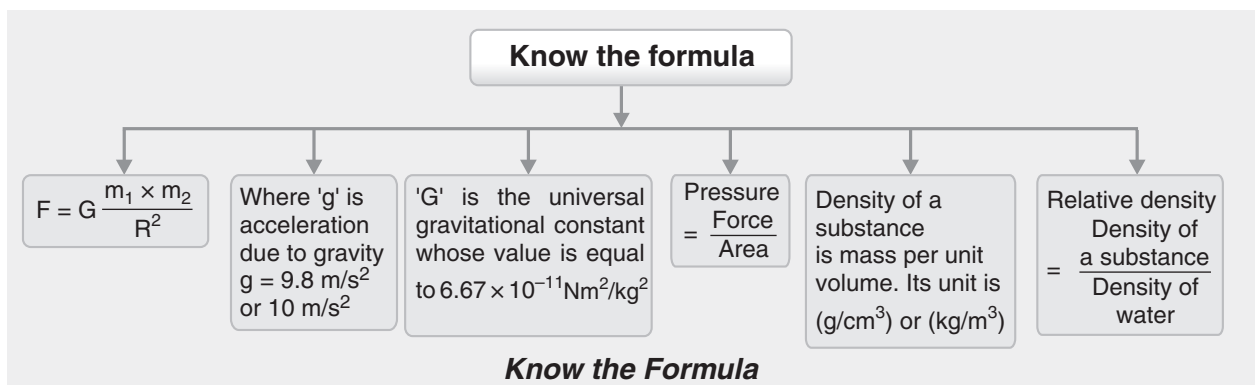 Know the formula
F = G m₁ × m₂ / R²
Where 'g' is
acceleration
due to gravity
g = 9.8 m/s²
or 10 m/s²
'G' is the universal
gravitational constant
whose value is equal
to 6.67 × 10⁻¹¹Nm²/kg²
Pressure
= Force / Area
Density of a
substance
is mass per unit
volume. Its unit is
(g/cm³) or (kg/m³)
Relative density
= Density of
a substance /
Density of
water
Know the Formula